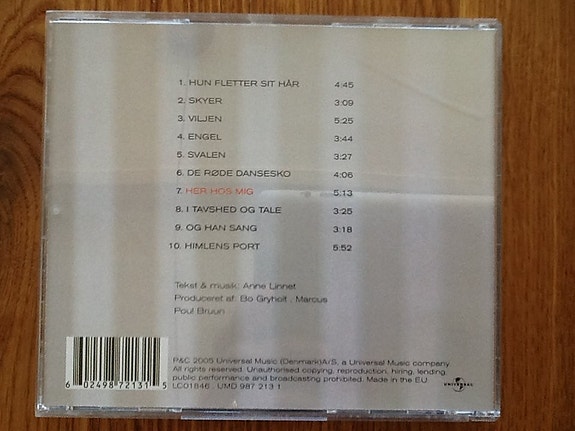 1. HUN FLETTER SIT HÅR 4:45
2. SKYER 3:09
3. VILJEN 5:25
4. ENGEL 3:44
5. SVALEN 3:27
6. DE RØDE DANSESKO 4:06
7. HER HOS MIG 5:13
8. I TAVSHED OG TALE 3:25
9. OG HAN SANG 3:18
10. HIMLENS PORT 5:52
Tekst & musik: Anne Linnet
Produceret af: Bo Gryholt . Marcus
Poul Bruun
P&C 2005 Universal Music (Denmark)A/S, a Universal Music company.
All rights reserved. Unauthorised copying, reproduction, hiring, lending,
public performance and broadcasting prohibited. Made in the EU.
LC01846 . UMD 987 213 1
6 02498 72131 5
UNIVERSAL